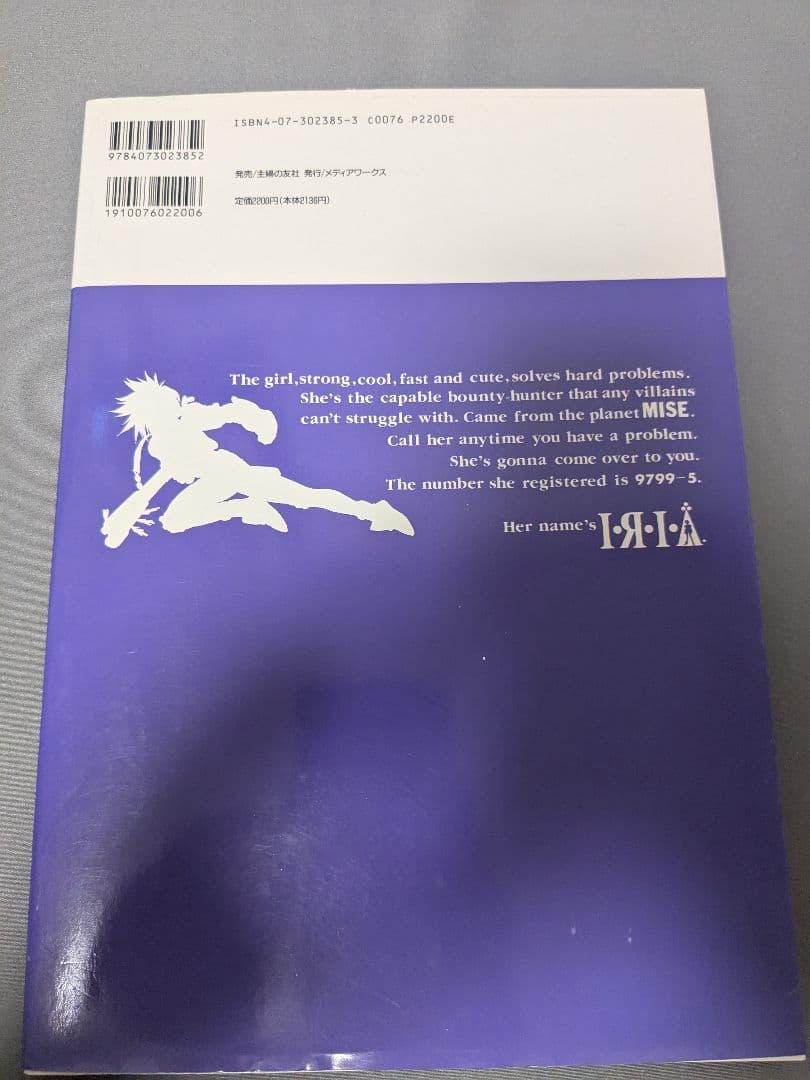 ISBN4-07-302385-3 C0076 P2200E
9784073023852
発売/主婦の友社 発行/メディアワークス
1910076022006
定価2200円(本体2136円)
The girl,strong,cool,fast and cute,solves hard problems.
She's the capable bounty-hunter that any villains
can't struggle with. Came from the planet MISE.
Call her anytime you have a problem.
She's gonna come over to you.
The number she registered is 9799-5.
Her name's I·Я·I·Ä.